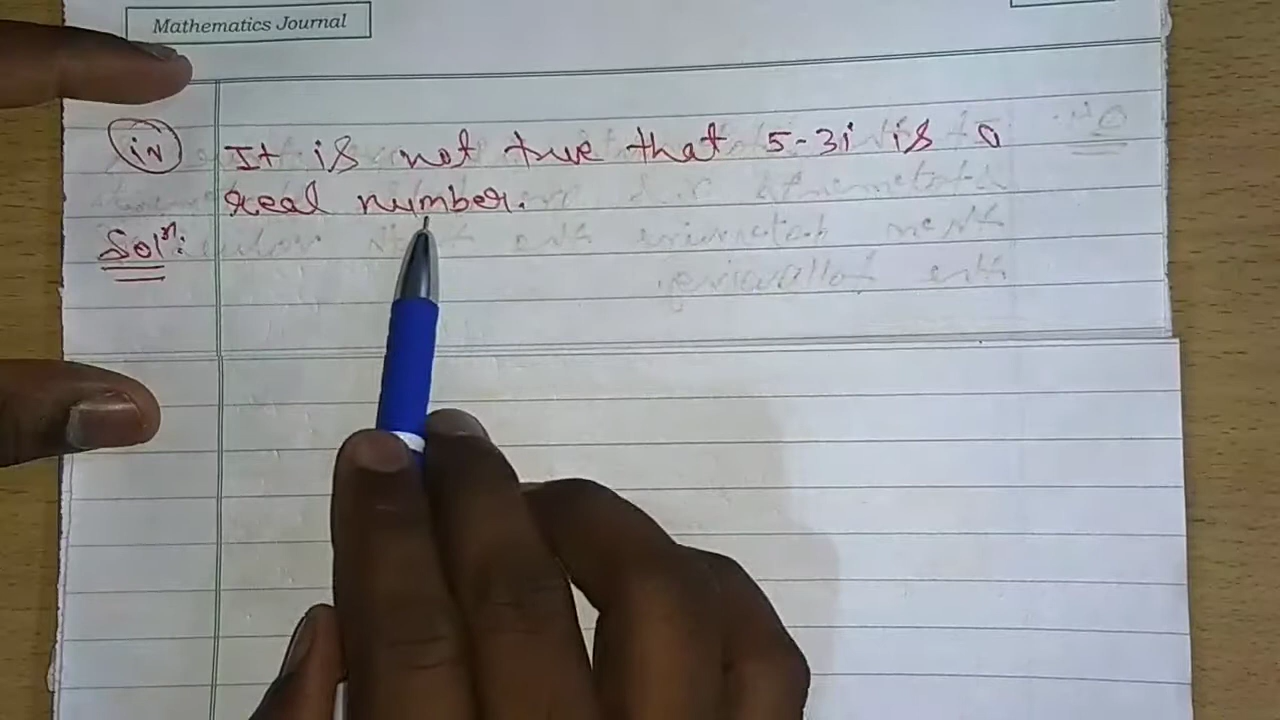 Mathematics Journal
(iv) It is not true that 5-3i is a
real number.
Solⁿ: